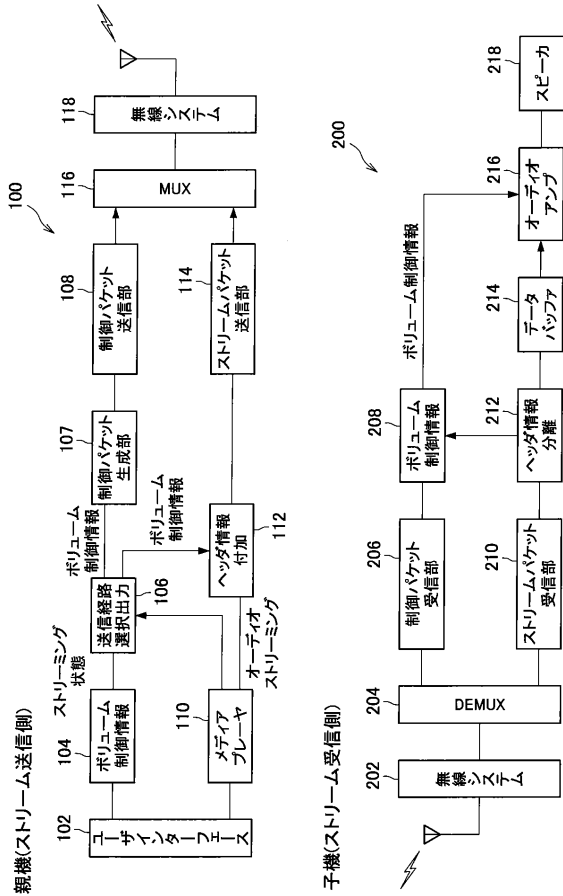 親機(ストリーム送信側)
100
102
ユーザインターフェース
104
ボリューム
制御情報
ストリーミング
状態
106
送信経路
選択出力
ボリューム
制御情報
ボリューム
制御情報
107
制御パケット
生成部
108
制御パケット
送信部
110
メディア
プレーヤ
オーディオ
ストリーミング
112
ヘッダ情報
付加
114
ストリームパケット
送信部
116
MUX
118
無線システム
子機(ストリーム受信側)
200
202
無線システム
204
DEMUX
206
制御パケット
受信部
208
ボリューム
制御情報
ボリューム制御情報
210
ストリームパケット
受信部
212
ヘッダ情報
分離
214
データ
バッファ
216
オーディオ
アンプ
218
スピーカ